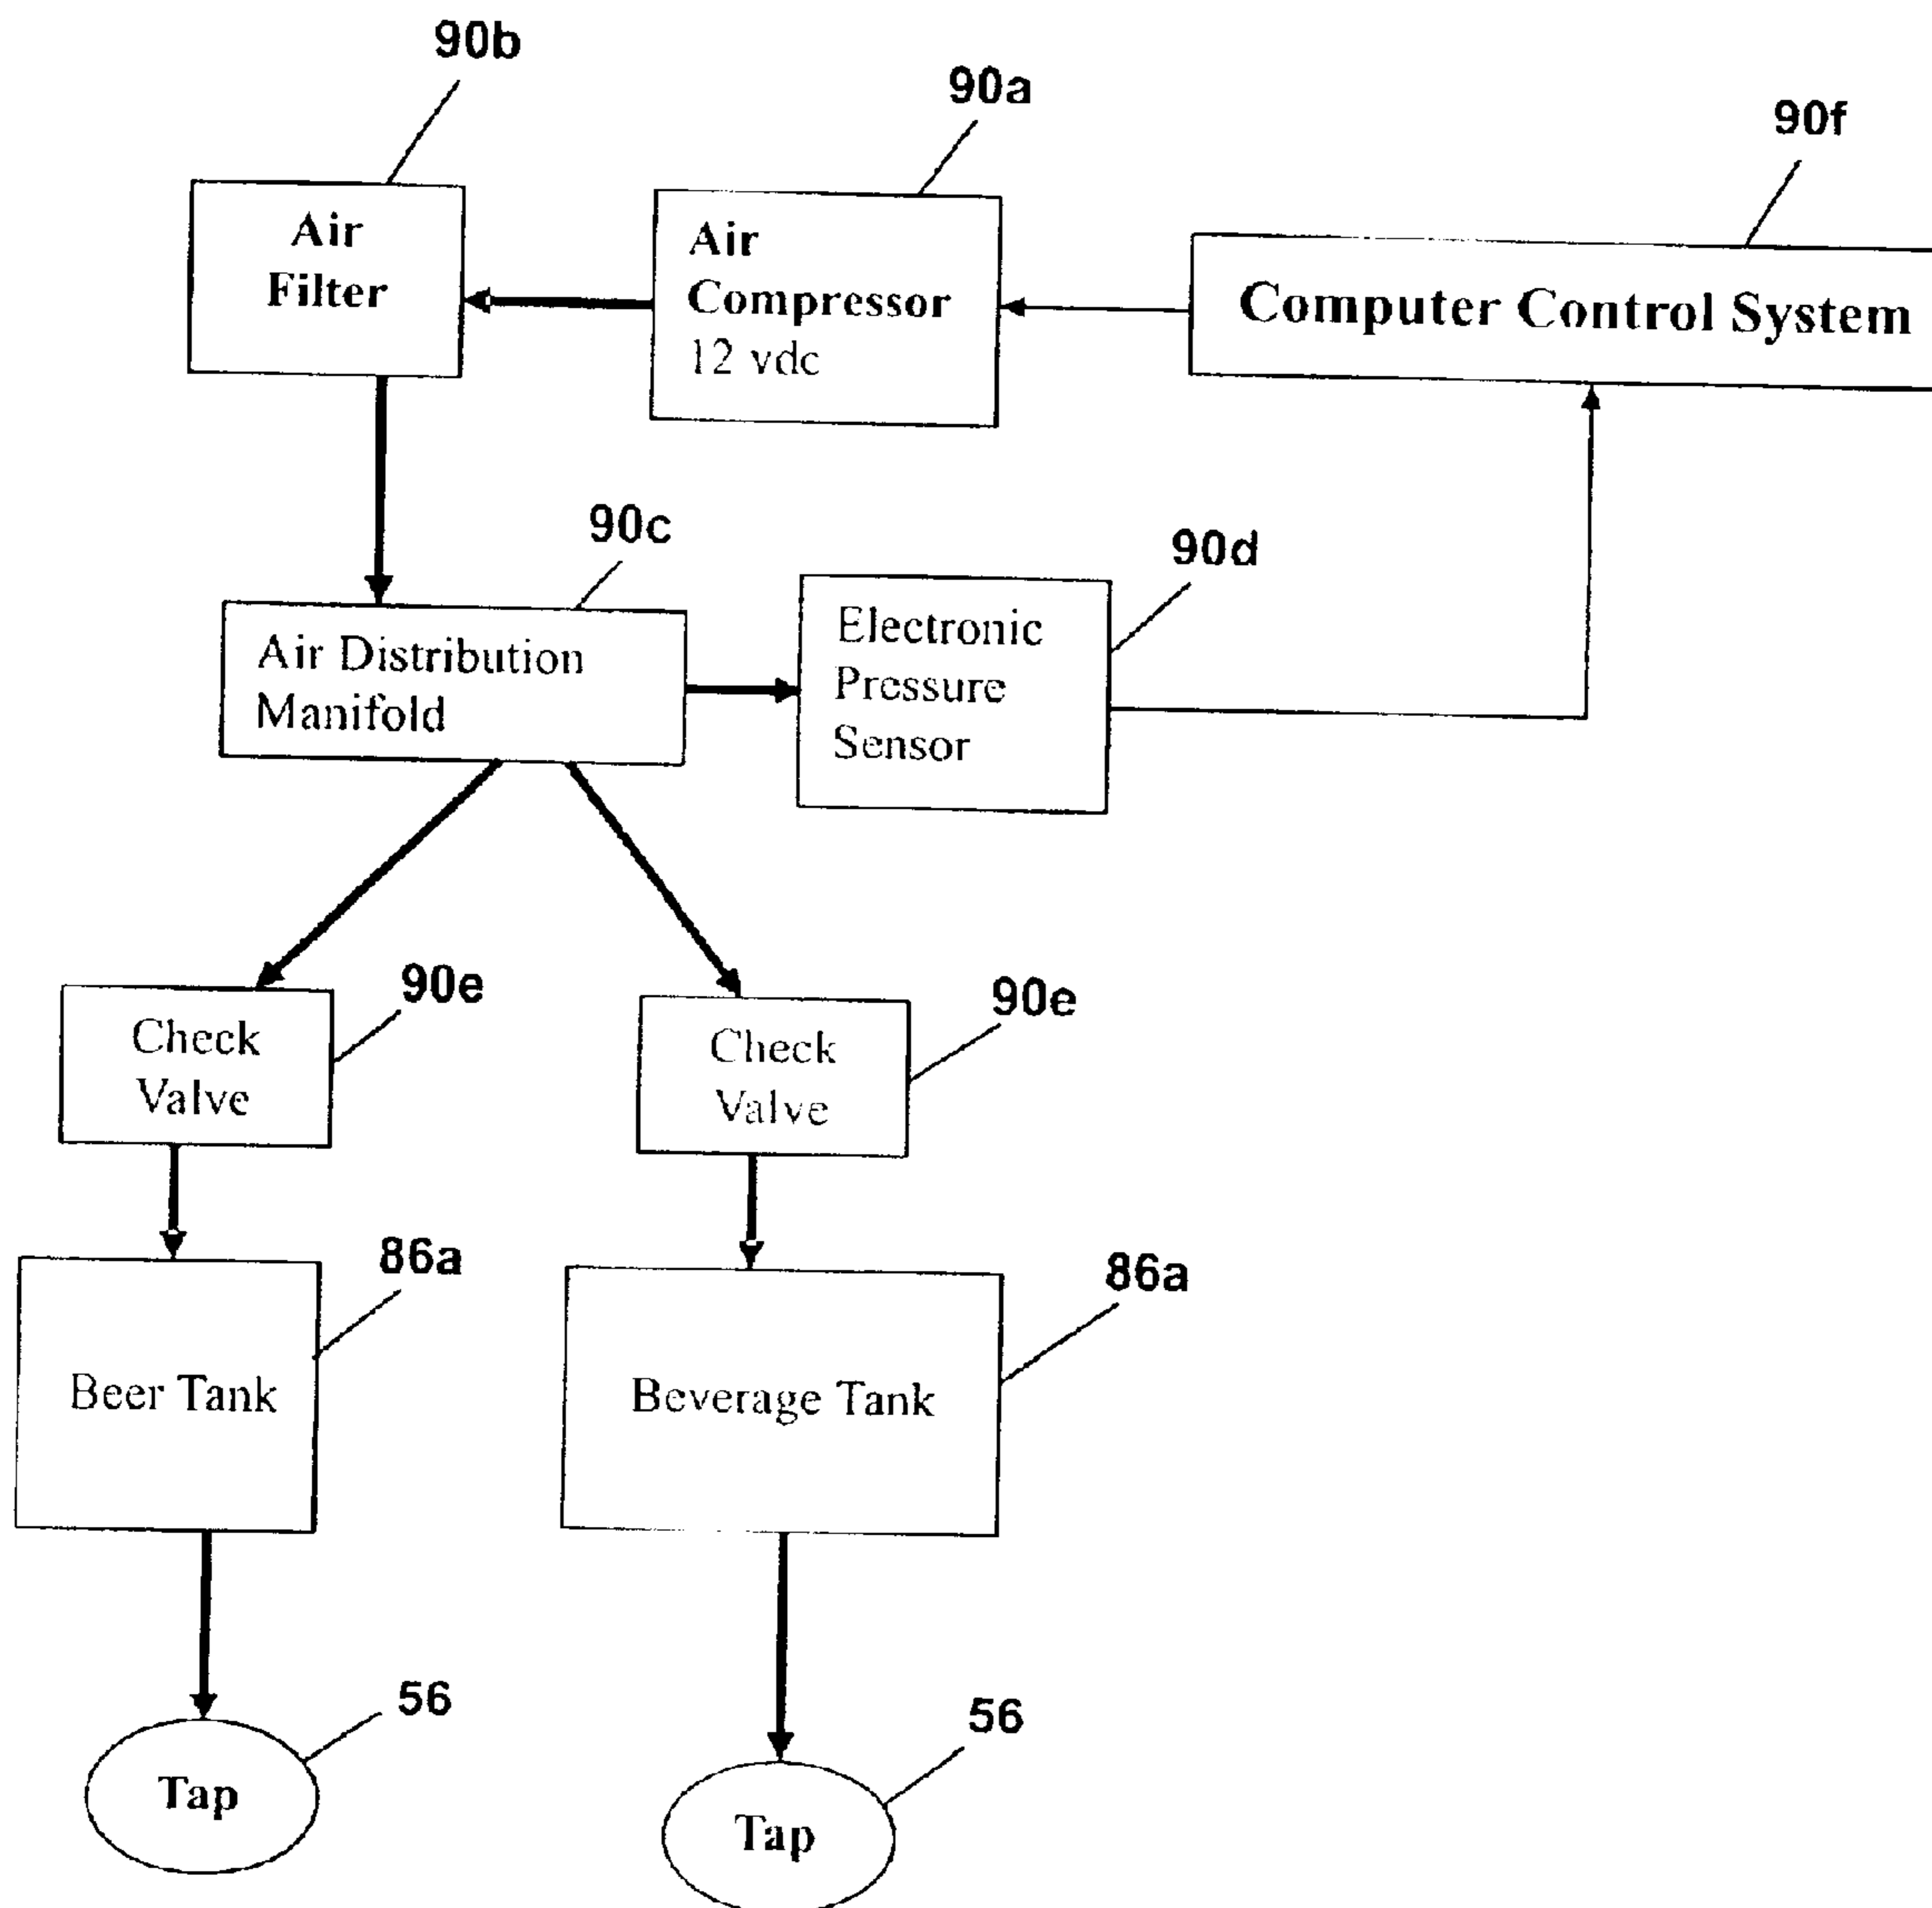 90b
90a
90f
Air
Filter
Air
Compressor
12 vdc
Computer Control System
90c
90d
Air Distribution
Manifold
Electronic
Pressure
Sensor
90e
90e
Check
Valve
Check
Valve
86a
86a
Beer Tank
Beverage Tank
56
56
Tap
Tap